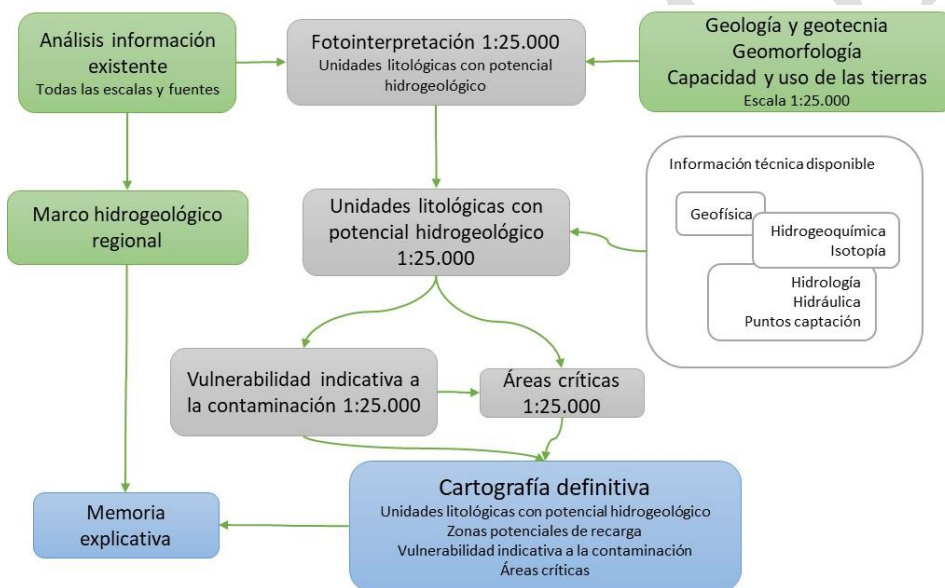 Análisis información
existente
Todas las escalas y fuentes
Fotointerpretación 1:25.000
Unidades litológicas con potencial
hidrogeológico
Geología y geotecnia
Geomorfología
Capacidad y uso de las tierras
Escala 1:25.000
Marco hidrogeológico
regional
Unidades litológicas con
potencial hidrogeológico
1:25.000
Información técnica disponible
Geofísica
Hidrogeoquímica
Isotopía
Hidrología
Hidráulica
Puntos captación
Vulnerabilidad indicativa a
la contaminación 1:25.000
Áreas críticas
1:25.000
Memoria
explicativa
Cartografía definitiva
Unidades litológicas con potencial hidrogeológico
Zonas potenciales de recarga
Vulnerabilidad indicativa a la contaminación
Áreas críticas